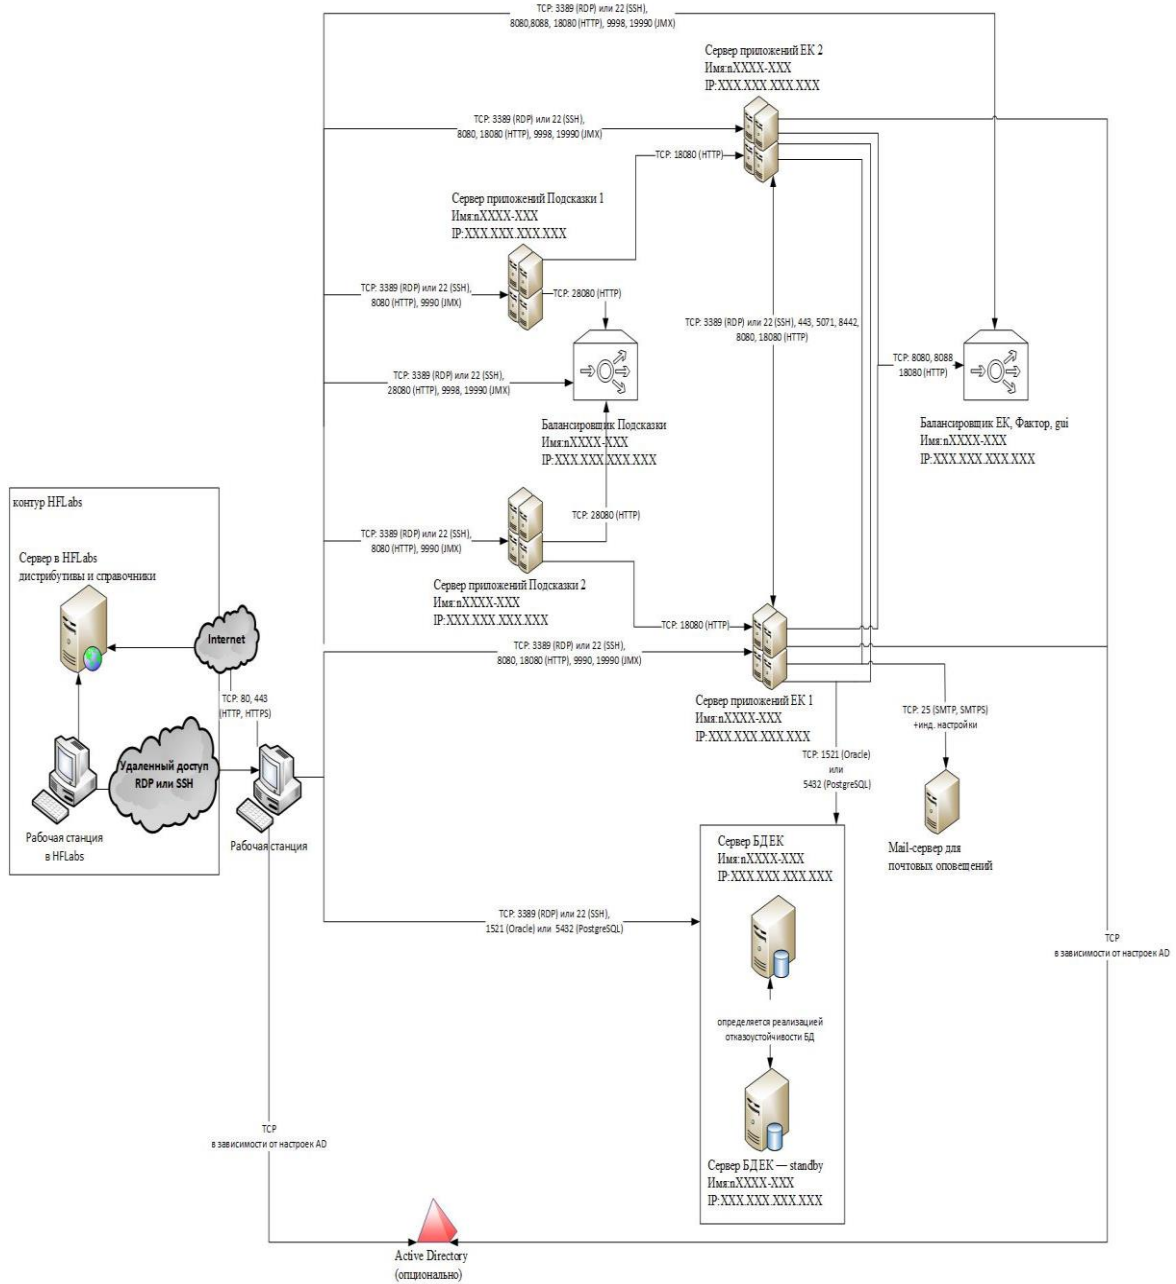 TCP: 3389 (RDP) или 22 (SSH),
8080,8088, 18080 (HTTP), 9998, 19990 (JMX)
Сервер приложений ЕК 2
Имя:nXXXX-XXX
IP:XXX.XXX.XXX.XXX
TCP: 3389 (RDP) или 22 (SSH),
8080, 18080 (HTTP), 9998, 19990 (JMX)
TCP: 18080 (HTTP)
Сервер приложений Подсказки 1
Имя:nXXXX-XXX
IP:XXX.XXX.XXX.XXX
TCP: 3389 (RDP) или 22 (SSH),
8080 (HTTP), 9990 (JMX)
TCP: 28080 (HTTP)
TCP: 3389 (RDP) или 22 (SSH), 443, 5071, 8442,
8080, 18080 (HTTP)
TCP: 8080, 8088
18080 (HTTP)
TCP: 3389 (RDP) или 22 (SSH),
28080 (HTTP), 9998, 19990 (JMX)
Балансировщик Подсказки
Имя:nXXXX-XXX
IP:XXX.XXX.XXX.XXX
Балансировщик ЕК, Фактор, gui
Имя:nXXXX-XXX
IP:XXX.XXX.XXX.XXX
контур HFLabs
TCP: 28080 (HTTP)
TCP: 3389 (RDP) или 22 (SSH),
8080 (HTTP), 9990 (JMX)
Сервер в HFLabs
дистрибутивы и справочники
Сервер приложений Подсказки 2
Имя:nXXXX-XXX
IP:XXX.XXX.XXX.XXX
TCP: 18080 (HTTP)
Internet
TCP: 3389 (RDP) или 22 (SSH),
8080, 18080 (HTTP), 9990, 19990 (JMX)
TCP: 80, 443
(HTTP, HTTPS)
Сервер приложений ЕК 1
Имя:nXXXX-XXX
IP:XXX.XXX.XXX.XXX
TCP: 25 (SMTP, SMTPS)
+инд. настройки
TCP: 1521 (Oracle)
или
5432 (PostgreSQL)
Удаленный доступ
RDP или SSH
Рабочая станция
в HFLabs
Рабочая станция
Сервер БД ЕК
Имя:nXXXX-XXX
IP:XXX.XXX.XXX.XXX
Mail-сервер для
почтовых оповещений
TCP: 3389 (RDP) или 22 (SSH),
1521 (Oracle) или 5432 (PostgreSQL)
TCP
в зависимости от настроек AD
определяется реализацией
отказоустойчивости БД
TCP
в зависимости от настроек AD
Сервер БД ЕК — standby
Имя:nXXXX-XXX
IP:XXX.XXX.XXX.XXX
Active Directory
(опционально)